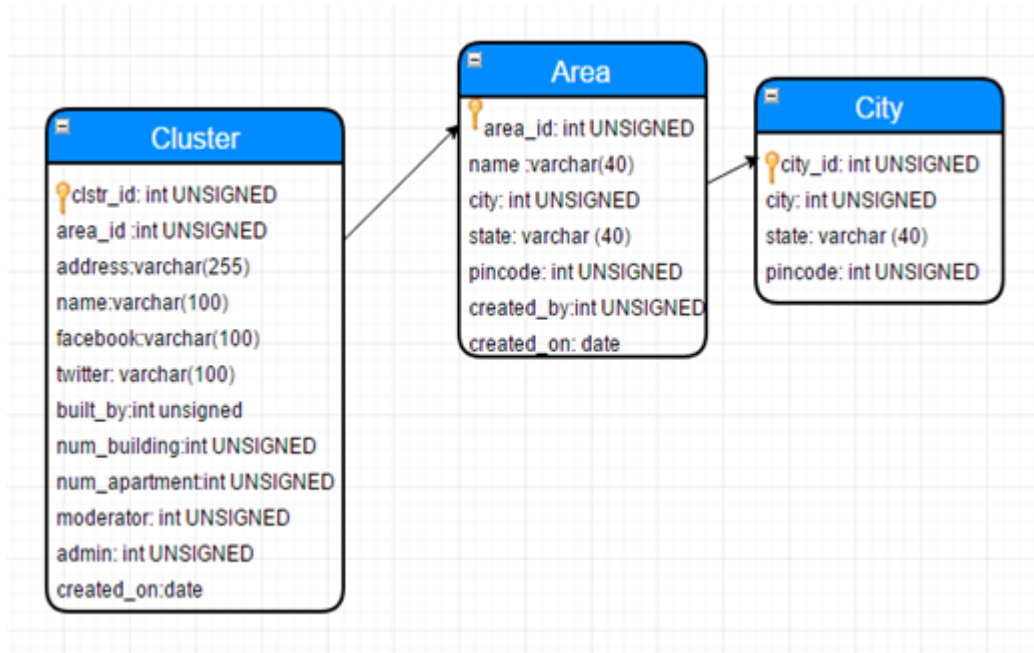 Cluster
clstr_id: int UNSIGNED
area_id :int UNSIGNED
address:varchar(255)
name:varchar(100)
facebook:varchar(100)
twitter: varchar(100)
built_by:int unsigned
num_building:int UNSIGNED
num_apartment:int UNSIGNED
moderator: int UNSIGNED
admin: int UNSIGNED
created_on:date
Area
area_id: int UNSIGNED
name :varchar(40)
city: int UNSIGNED
state: varchar (40)
pincode: int UNSIGNED
created_by:int UNSIGNED
created_on: date
City
city_id: int UNSIGNED
city: int UNSIGNED
state: varchar (40)
pincode: int UNSIGNED